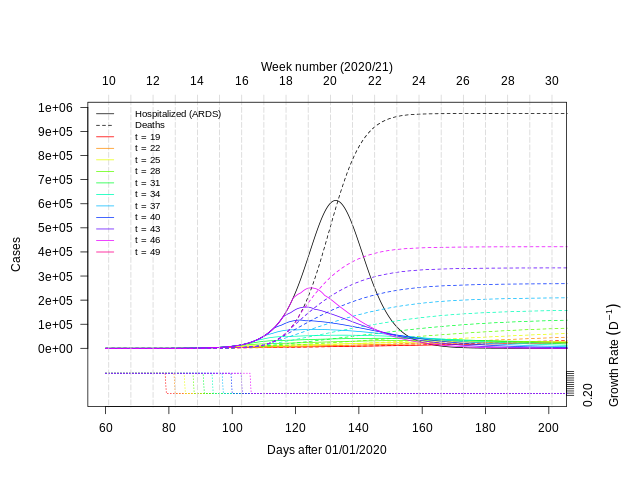 Week number (2020/21)
10 12 14 16 18 20 22 24 26 28 30
1e+06
9e+05
8e+05
7e+05
6e+05
5e+05
4e+05
3e+05
2e+05
1e+05
0e+00
Cases
Hospitalized (ARDS)
Deaths
t = 19
t = 22
t = 25
t = 28
t = 31
t = 34
t = 37
t = 40
t = 43
t = 46
t = 49
0.20
Growth Rate (D⁻¹)
60 80 100 120 140 160 180 200
Days after 01/01/2020